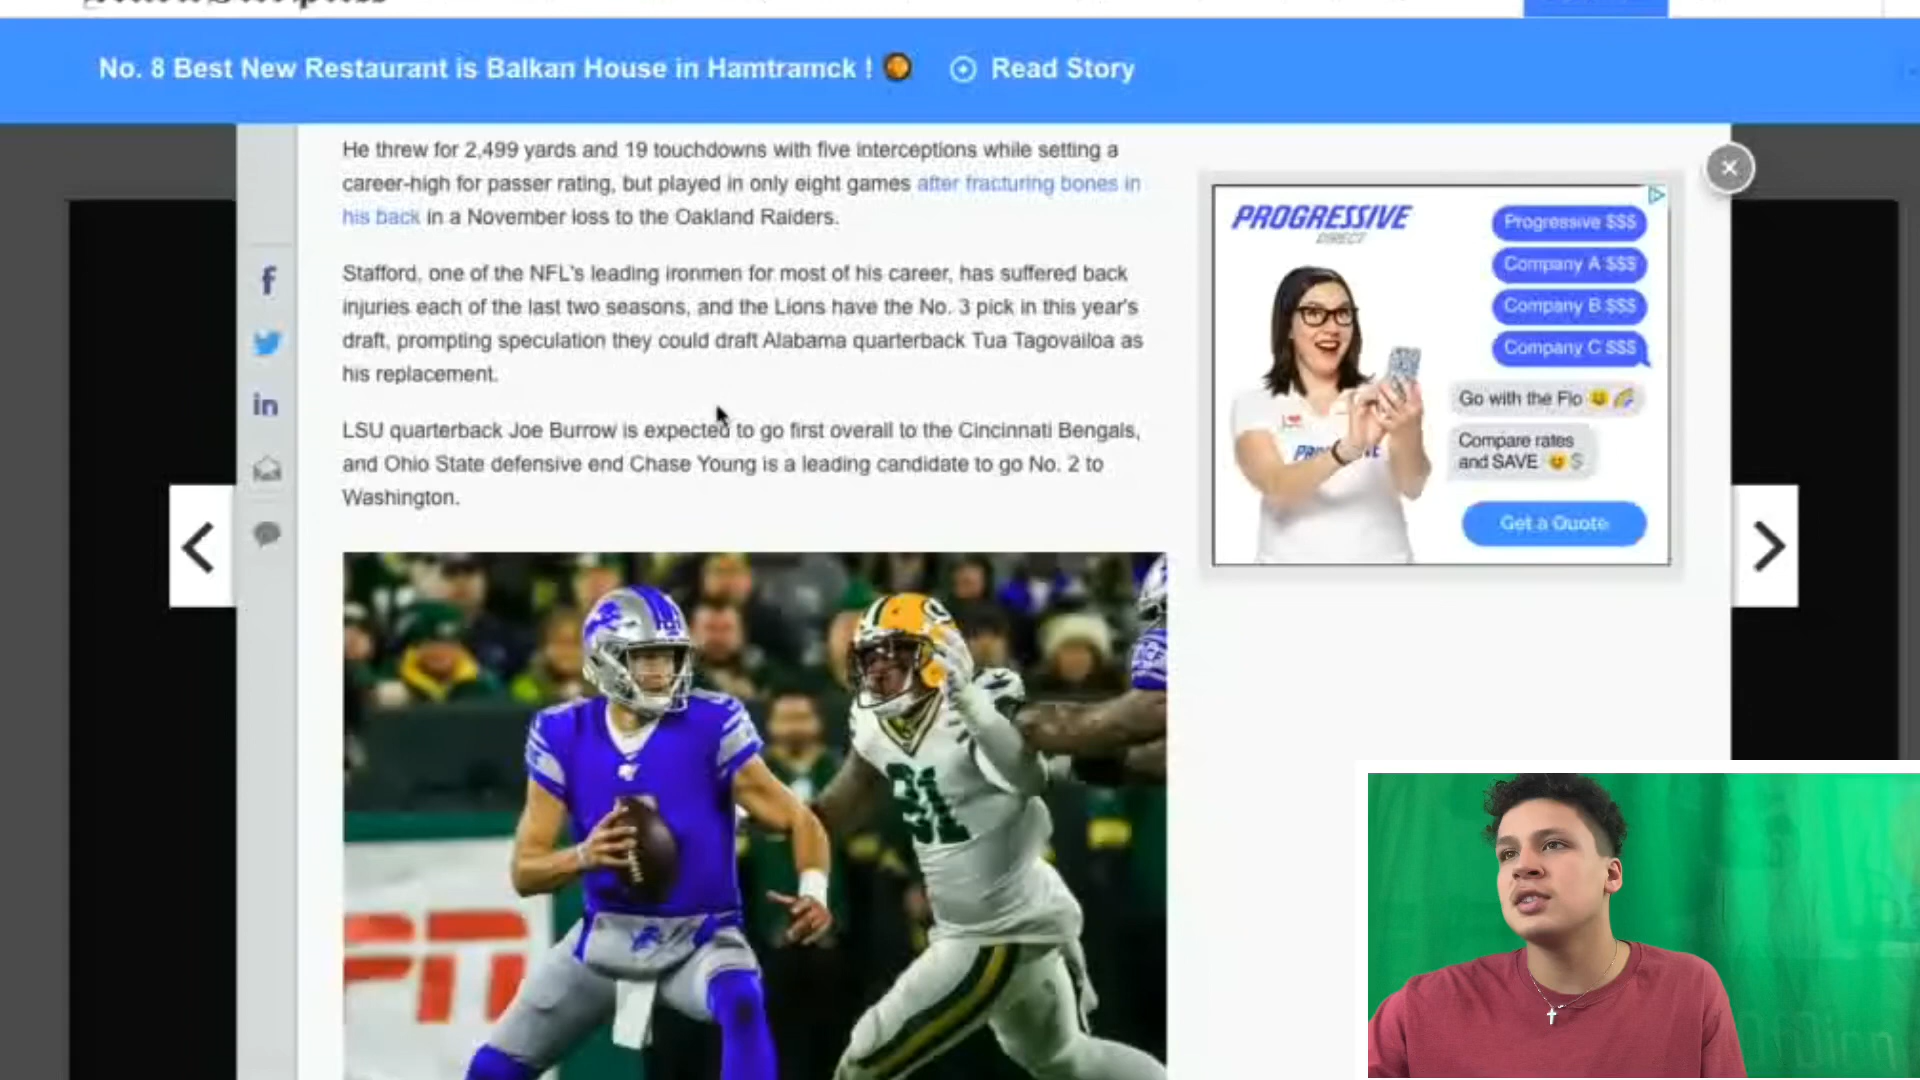 No. 8 Best New Restaurant is Balkan House in Hamtramck !
Read Story
He threw for 2,499 yards and 19 touchdowns with five interceptions while setting a
career-high for passer rating, but played in only eight games after fracturing bones in
his back in a November loss to the Oakland Raiders.
Stafford, one of the NFL's leading ironmen for most of his career, has suffered back
injuries each of the last two seasons, and the Lions have the No. 3 pick in this year's
draft, prompting speculation they could draft Alabama quarterback Tua Tagovailoa as
his replacement.
LSU quarterback Joe Burrow is expected to go first overall to the Cincinnati Bengals,
and Ohio State defensive end Chase Young is a leading candidate to go No. 2 to
Washington.
PROGRESSIVE
DIRECT
Progressive $$$
Company A $$$
Company B $$$
Company C $$$
Go with the Flo
Compare rates
and SAVE
Get a Quote
91